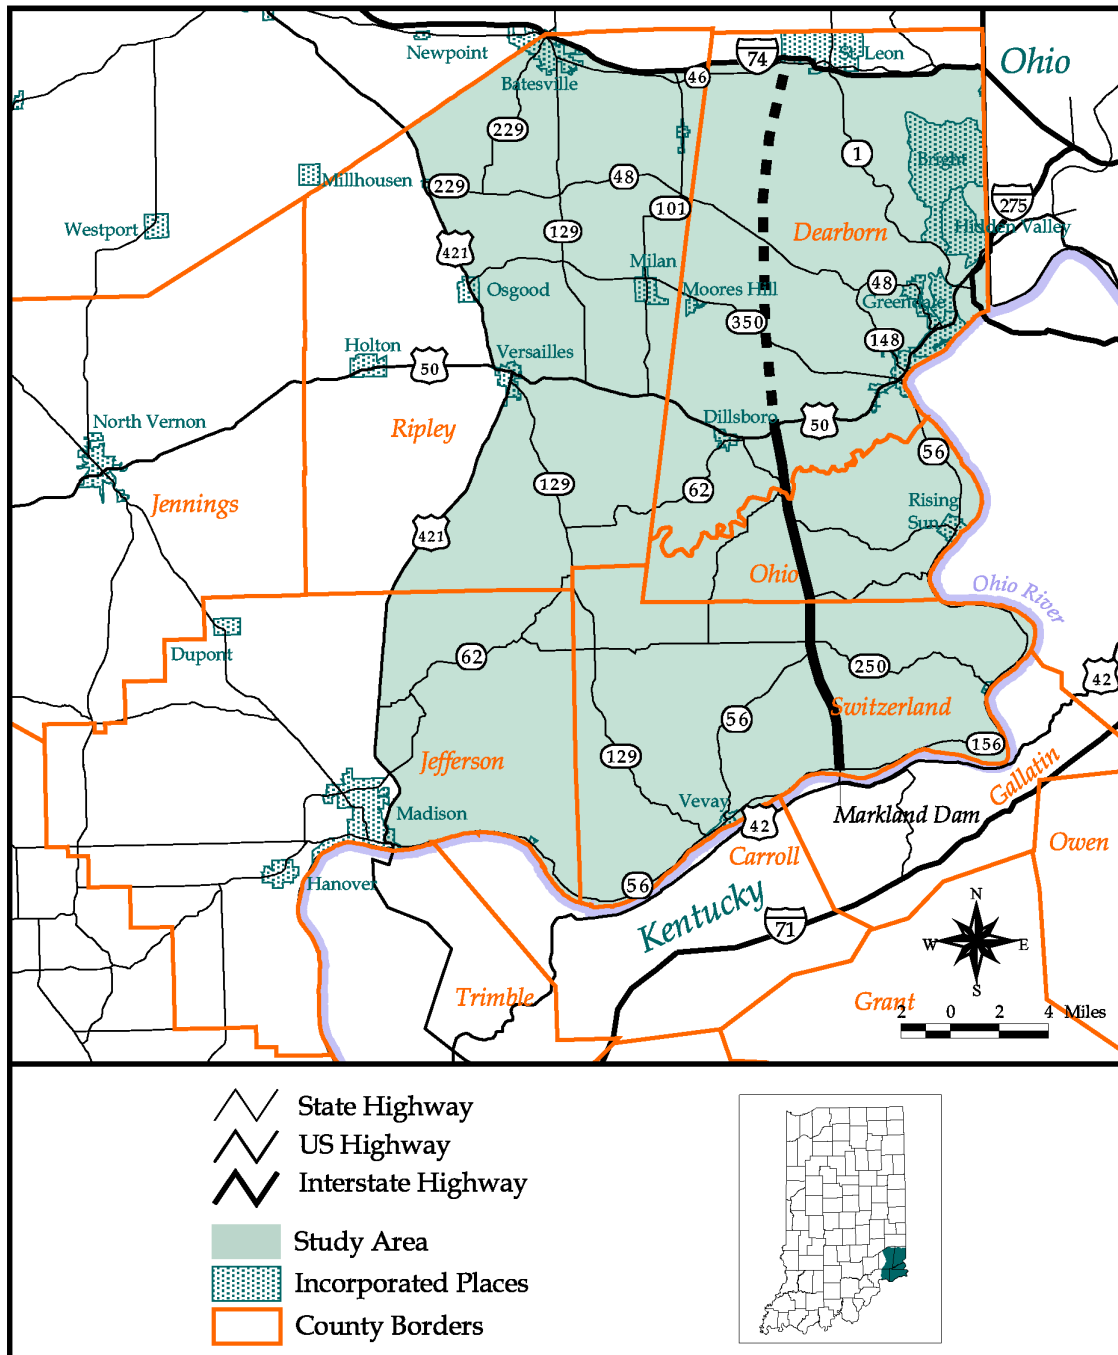 Newpoint
Batesville
74
St. Leon
Ohio
46
229
1
Bright
Millhousen
229
48
275
101
Westport
129
Dearborn
Hidden Valley
421
Milan
Osgood
Moores Hill
48
Greendale
350
148
Holton
50
Versailles
North Vernon
Ripley
Dillsboro
50
56
Jennings
129
62
Rising
Sun
421
Ohio
Ohio River
Dupont
62
250
42
56
Switzerland
Jefferson
129
156
Gallatin
Madison
Vevay
42
Markland Dam
Carroll
Owen
Hanover
56
Kentucky
71
N
W
E
S
Trimble
Grant
2 0 2 4 Miles
State Highway
US Highway
Interstate Highway
Study Area
Incorporated Places
County Borders